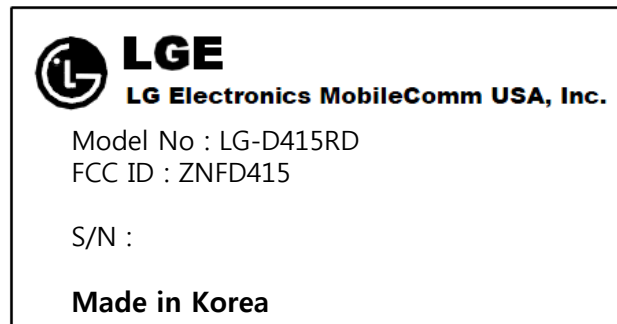 LGE
LG Electronics MobileComm USA, Inc.
Model No : LG-D415RD
FCC ID : ZNFD415
S/N :
Made in Korea